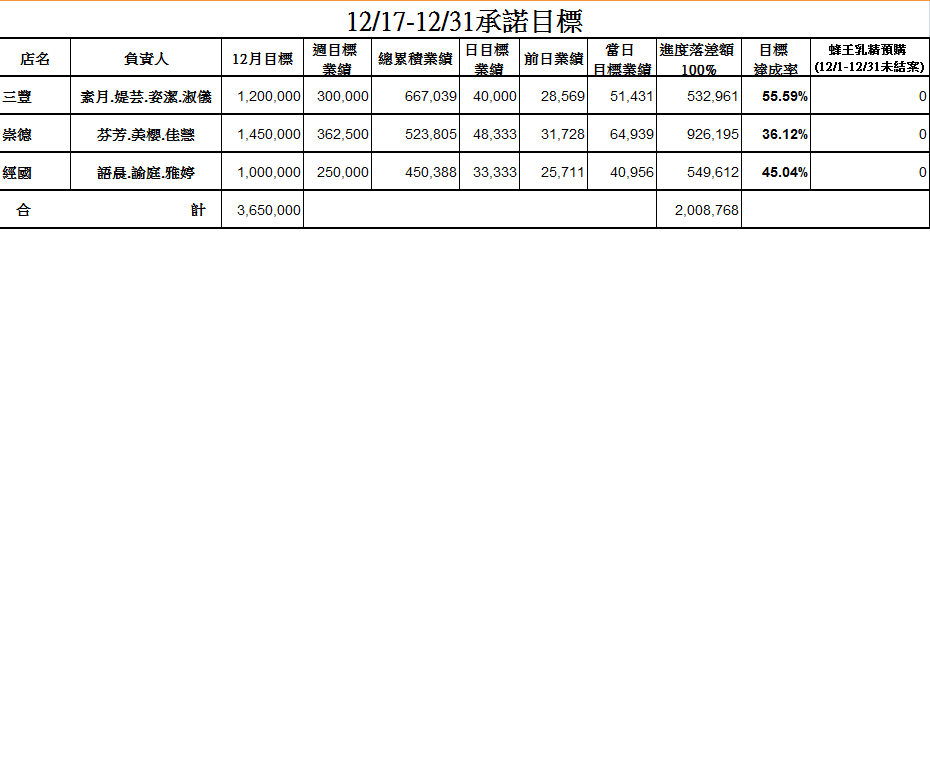 12/17-12/31承諾目標
店名 負責人 12月目標 週目標 業績 總累積業績 日目標 業績 前日業績 當日 目標業績 進度落差額 100% 目標 達成率 蜂王乳精預購 (12/1-12/31未結案)
三豐 素月.媞芸.姿潔.淑儀 1,200,000 300,000 667,039 40,000 28,569 51,431 532,961 55.59% 0
崇德 芬芳.美櫻.佳慧 1,450,000 362,500 523,805 48,333 31,728 64,939 926,195 36.12% 0
經國 語晨.諭庭.雅婷 1,000,000 250,000 450,388 33,333 25,711 40,956 549,612 45.04% 0
合 計 3,650,000 2,008,768